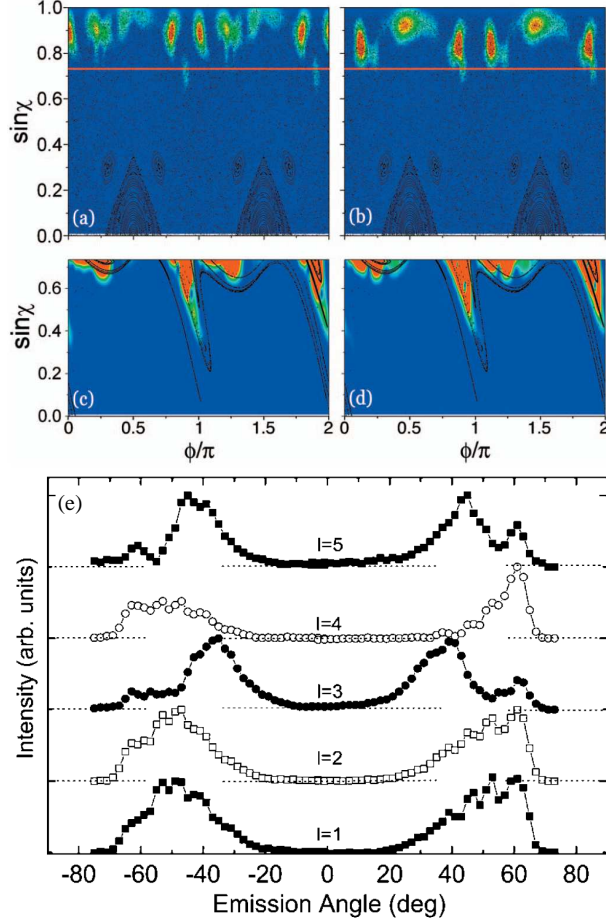 1.0
0.8
0.6
0.4
0.2
0.0
sinχ
(a)
(b)
0.6
0.4
0.2
0.0
sinχ
(c)
(d)
0 0.5 1 1.5 2 0 0.5 1 1.5 2
ϕ/π ϕ/π
(e)
l=5
l=4
l=3
l=2
l=1
Intensity (arb. units)
-80 -60 -40 -20 0 20 40 60 80
Emission Angle (deg)